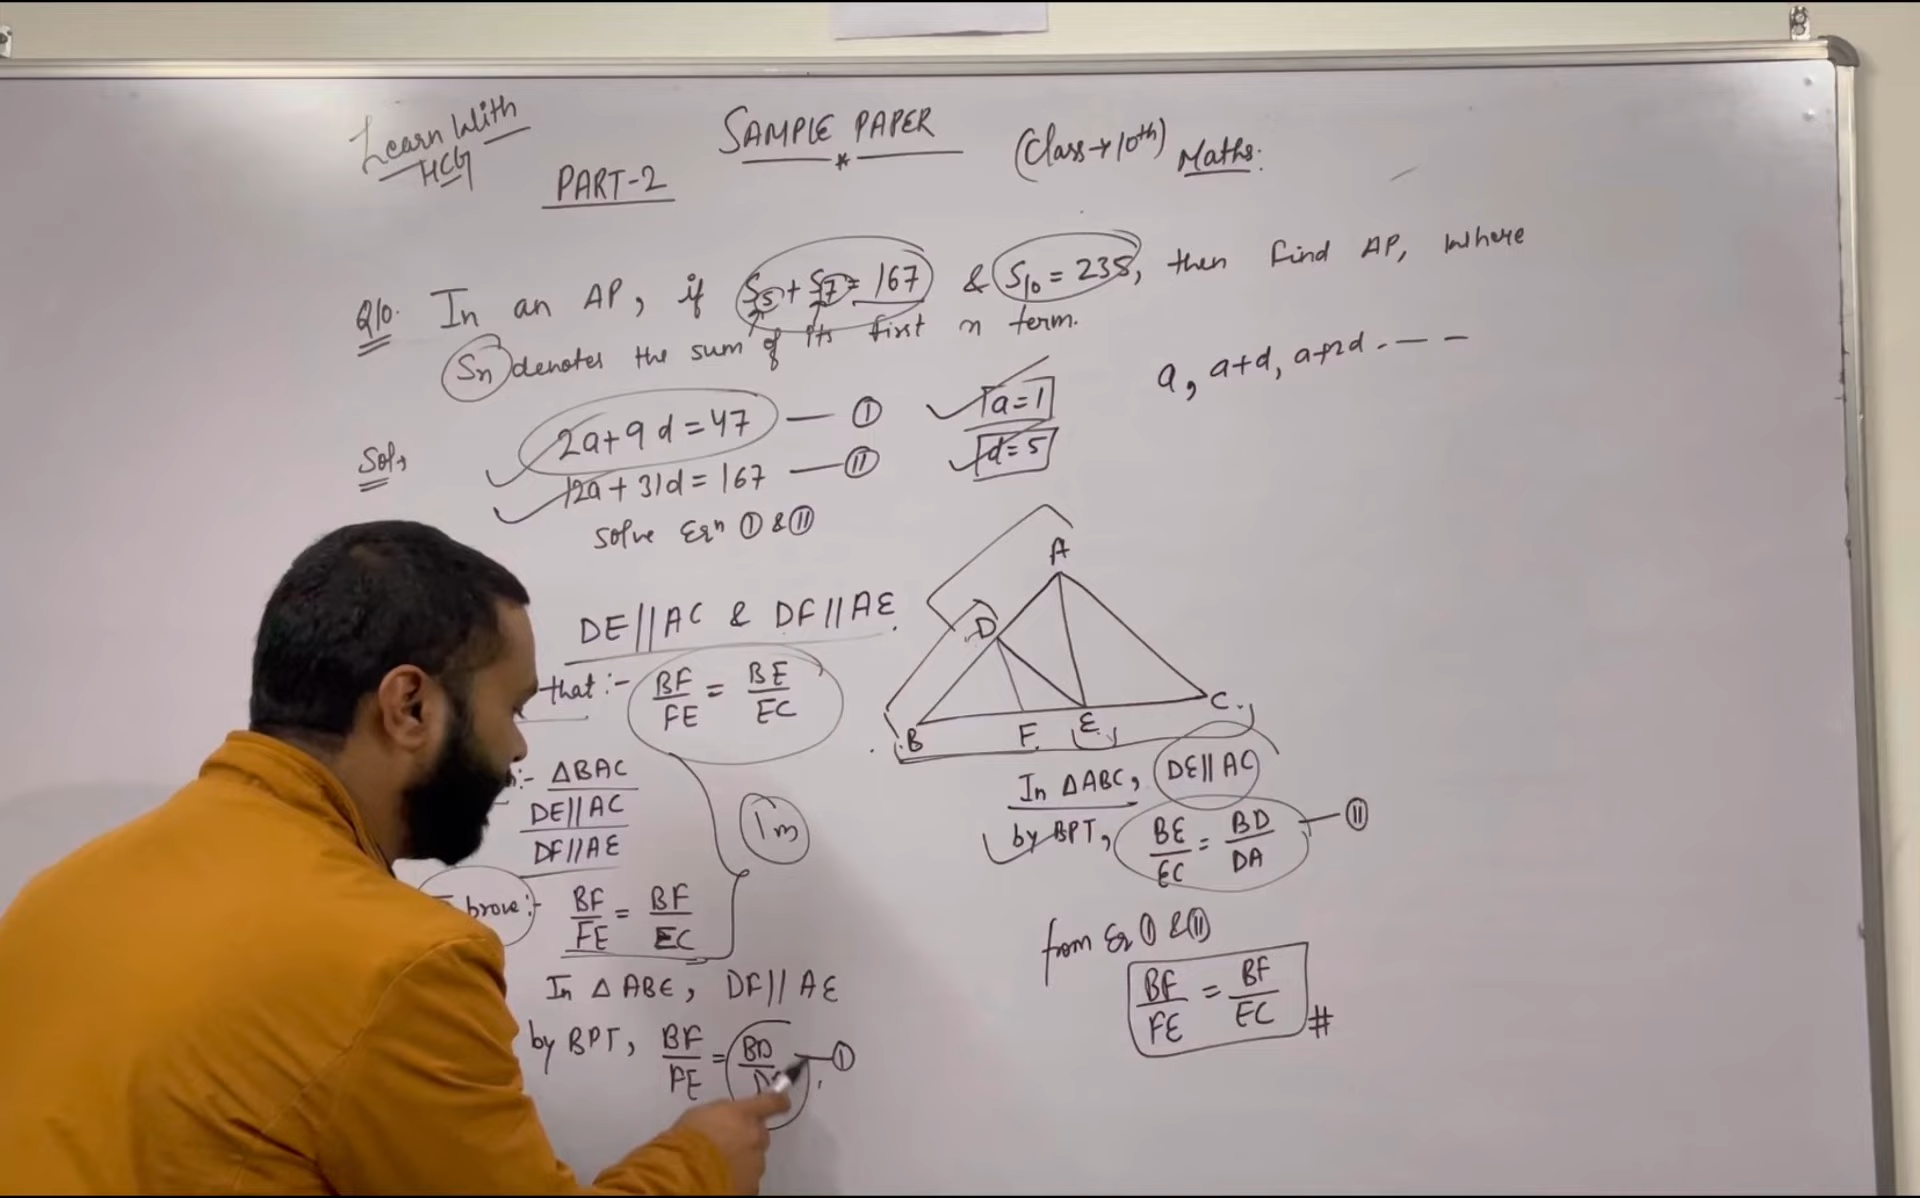 Learn With
HCG
SAMPLE PAPER
(Class→10th) Maths:
PART-2
Q10. In an AP, if S5 + S7 = 167 & S10 = 235, then find AP, where
Sn denotes the sum of its first n term.
a, a+d, a+2d - — —
Sol→
2a+9d=47 — I
12a+31d=167 — II
a=1
d=5
Solve Eqn I & II
DE||AC & DF||AE.
that:- BF/FE = BE/EC
A
D
B F E C
:- ΔBAC
DE||AC
DF||AE
1m
prove:- BF/FE = BF/EC
In ΔABE, DF||AE
by BPT, BF/FE = BD/ — I
In ΔABC, DE||AC
by BPT, BE/EC = BD/DA — II
from Eq I & II
BF/FE = BF/EC #